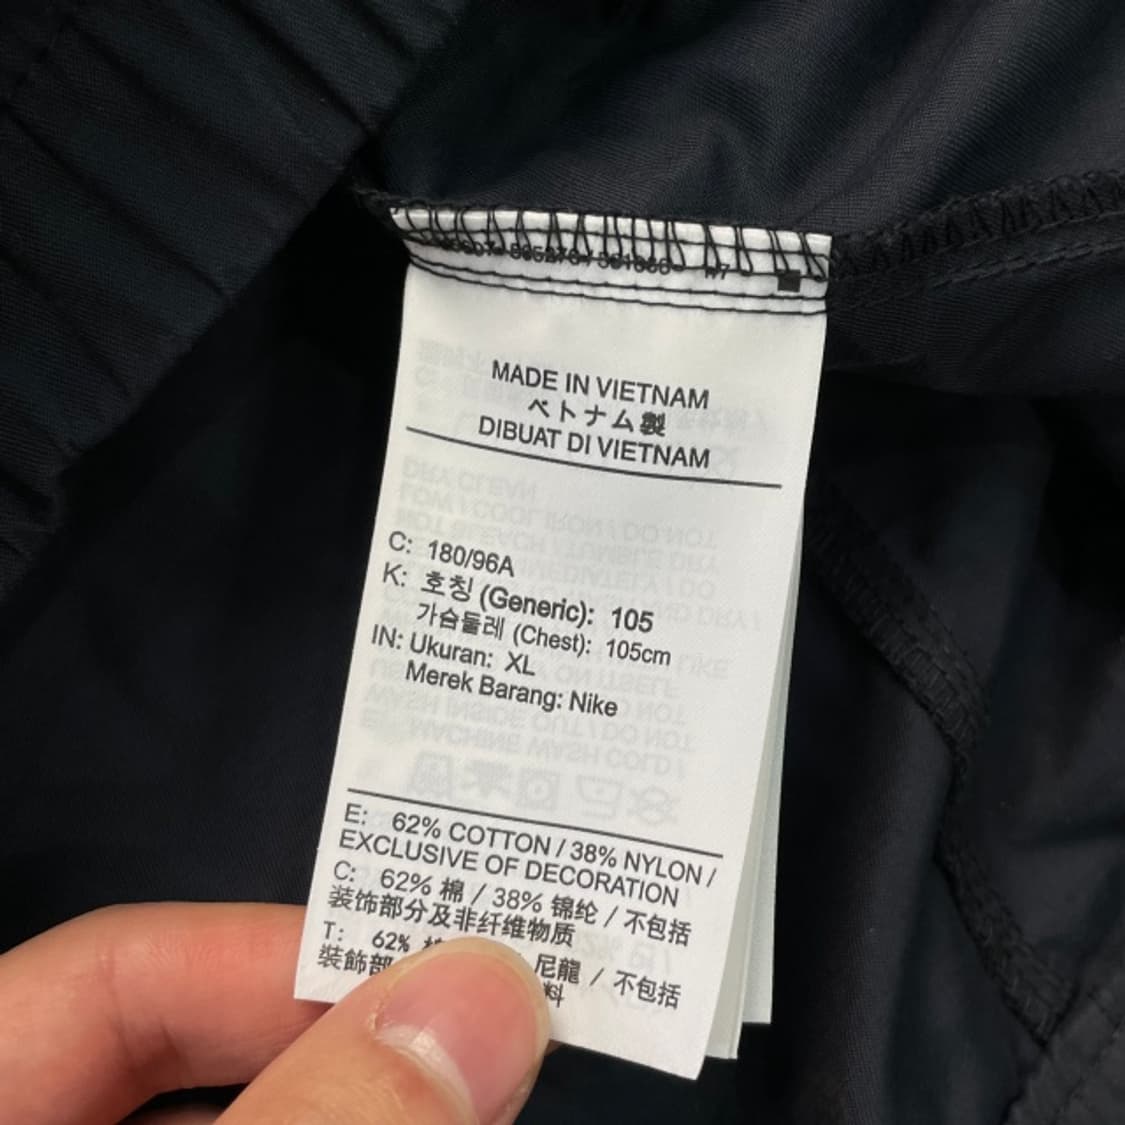 MADE IN VIETNAM
ベトナム製
DIBUAT DI VIETNAM
C: 180/96A
K: 호칭 (Generic): 105
가슴둘레 (Chest): 105cm
IN: Ukuran: XL
Merek Barang: Nike
E: 62% COTTON / 38% NYLON /
EXCLUSIVE OF DECORATION
C: 62% 棉 / 38% 锦纶 / 不包括
装饰部分及非纤维物质
T: 62% 尼龍 / 不包括
裝飾部 料